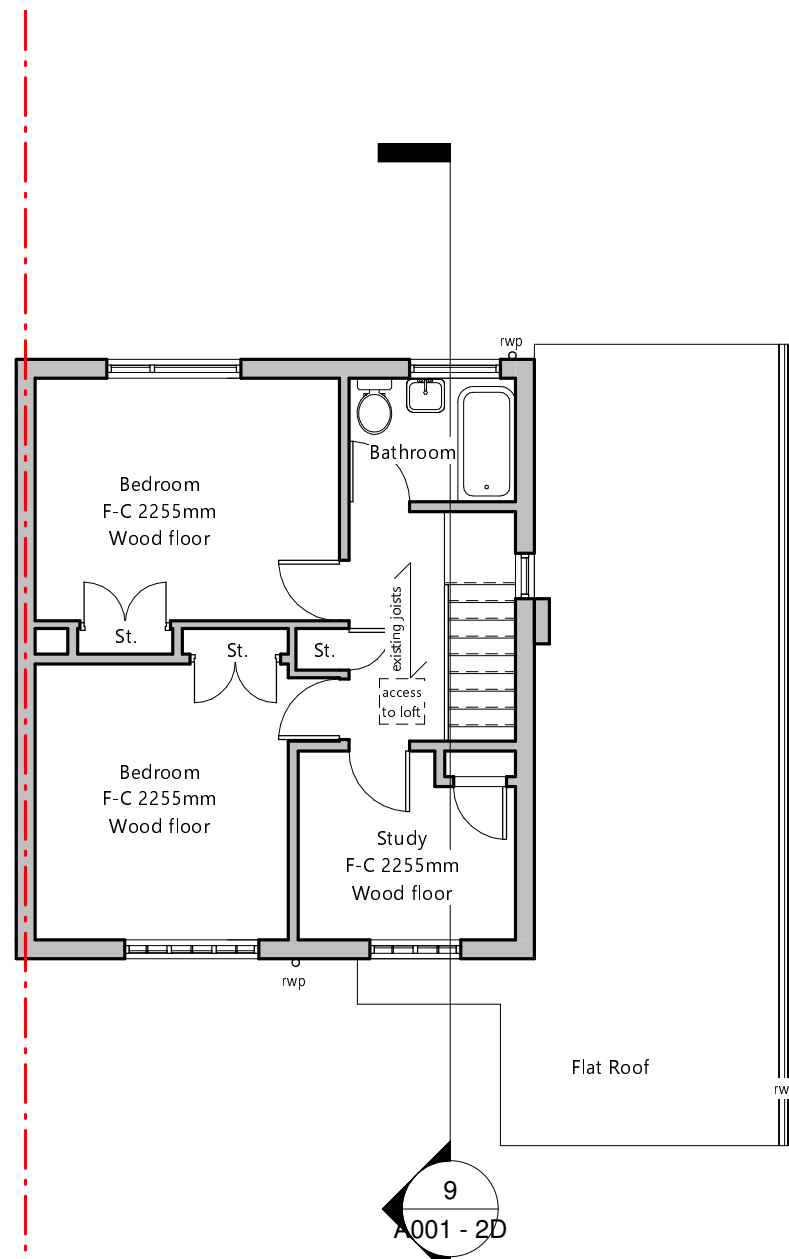 rwp
Bathroom
Bedroom
F-C 2255mm
Wood floor
existing joists
St.
St.
St.
access
to loft
Bedroom
F-C 2255mm
Wood floor
Study
F-C 2255mm
Wood floor
rwp
Flat Roof
rw
9
A001 - 2D